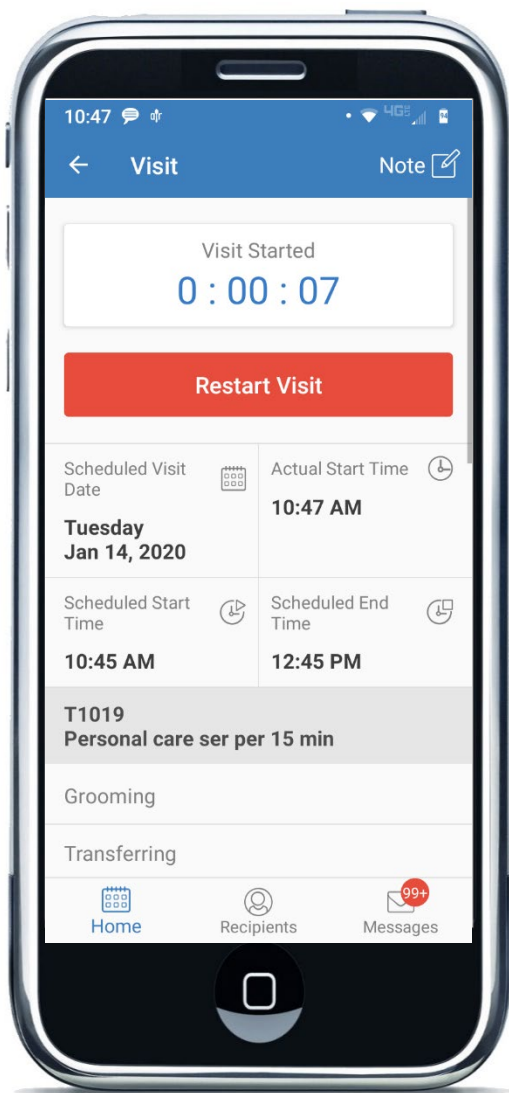 10:47
4G
← Visit
Note
Visit Started
0 : 00 : 07
Restart Visit
Scheduled Visit
Date
Tuesday
Jan 14, 2020
Actual Start Time
10:47 AM
Scheduled Start
Time
10:45 AM
Scheduled End
Time
12:45 PM
T1019
Personal care ser per 15 min
Grooming
Transferring
Home
Recipients
99+
Messages